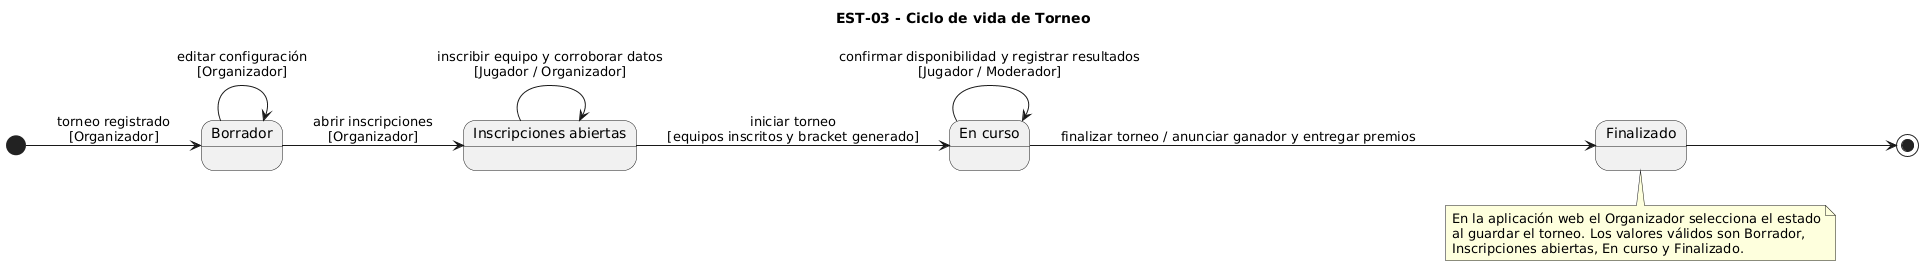 EST-03 - Ciclo de vida de Torneo
editar configuración
[Organizador]
inscribir equipo y corroborar datos
[Jugador / Organizador]
confirmar disponibilidad y registrar resultados
[Jugador / Moderador]
torneo registrado
[Organizador]
Borrador
abrir inscripciones
[Organizador]
Inscripciones abiertas
iniciar torneo
[equipos inscritos y bracket generado]
En curso
finalizar torneo / anunciar ganador y entregar premios
Finalizado
En la aplicación web el Organizador selecciona el estado
al guardar el torneo. Los valores válidos son Borrador,
Inscripciones abiertas, En curso y Finalizado.